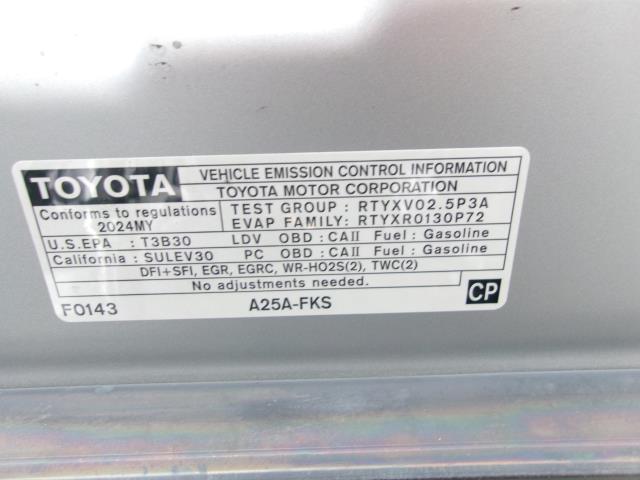 TOYOTA
VEHICLE EMISSION CONTROL INFORMATION
TOYOTA MOTOR CORPORATION
Conforms to regulations
2024MY
TEST GROUP : RTYXV02.5P3A
EVAP FAMILY: RTYXR0130P72
U.S.EPA : T3B30 LDV OBD : CAII Fuel : Gasoline
California : SULEV30 PC OBD : CAII Fuel : Gasoline
DFI+SFI, EGR, EGRC, WR-HO2S(2), TWC(2)
No adjustments needed.
F0143 A25A-FKS CP